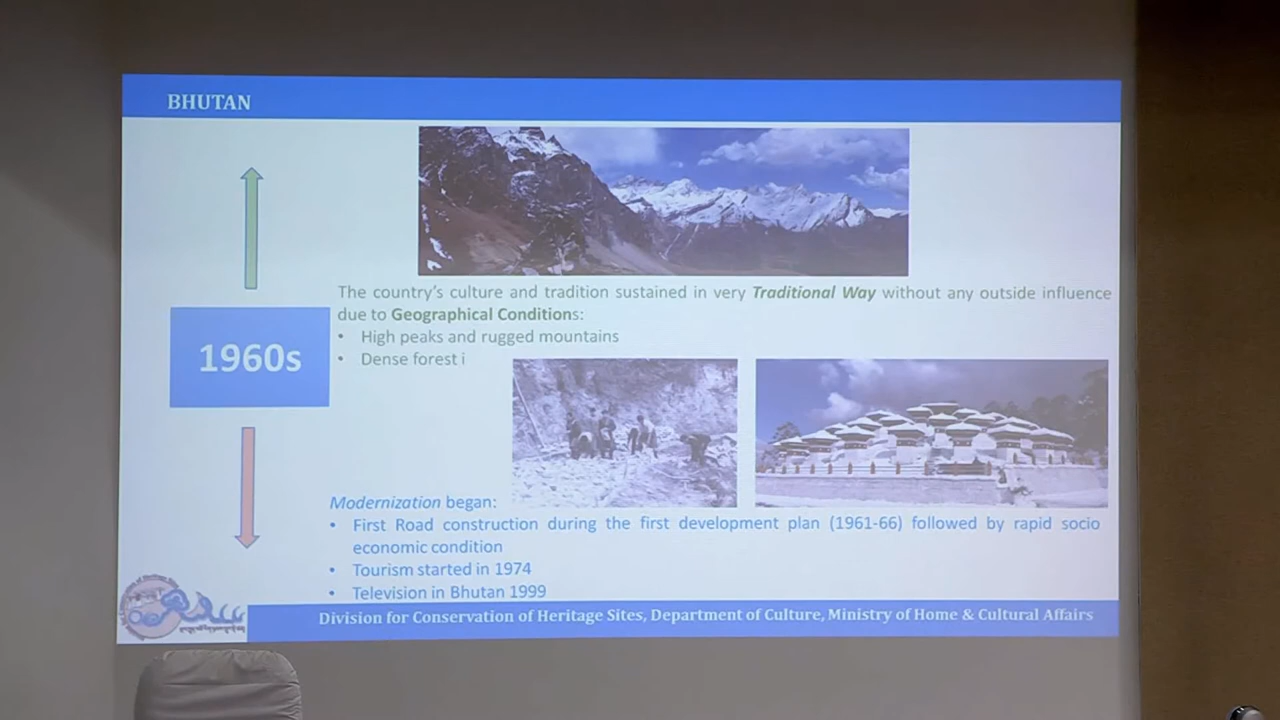 BHUTAN
The country's culture and tradition sustained in very Traditional Way without any outside influence
due to Geographical Conditions:
• High peaks and rugged mountains
• Dense forest i
1960s
Modernization began:
• First Road construction during the first development plan (1961-66) followed by rapid socio
economic condition
• Tourism started in 1974
• Television in Bhutan 1999
Division for Conservation of Heritage Sites, Department of Culture, Ministry of Home & Cultural Affairs